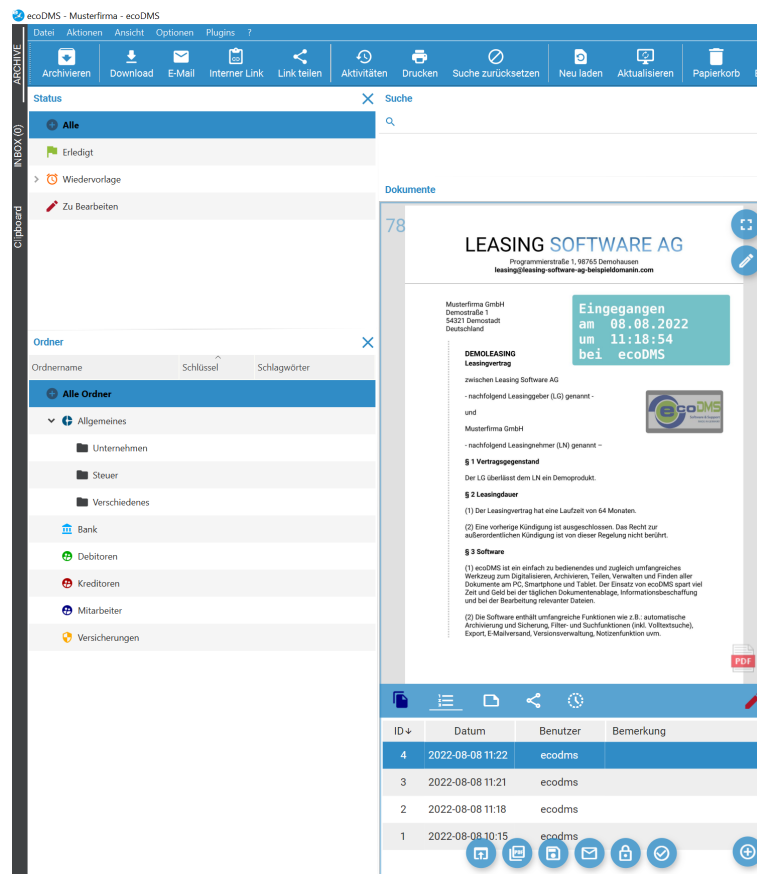 ecoDMS - Musterfirma - ecoDMS
Datei Aktionen Ansicht Optionen Plugins ?
ARCHIVE
INBOX (0)
Clipboard
Archivieren Download E-Mail Interner Link Link teilen Aktivitäten Drucken Suche zurücksetzen Neu laden Aktualisieren Papierkorb
Status
Alle
Erledigt
Wiedervorlage
Zu Bearbeiten
Ordner
Ordnername Schlüssel Schlagwörter
Alle Ordner
Allgemeines
Unternehmen
Steuer
Verschiedenes
Bank
Debitoren
Kreditoren
Mitarbeiter
Versicherungen
Suche
Dokumente
78
LEASING SOFTWARE AG
Programmierstraße 1, 98765 Demohausen
leasing@leasing-software-ag-beispieldomanin.com
Musterfirma GmbH
Demostraße 1
54321 Demostadt
Deutschland
Eingegangen
am 08.08.2022
um 11:18:54
bei ecoDMS
DEMOLEASING
Leasingvertrag
zwischen Leasing Software AG
- nachfolgend Leasinggeber (LG) genannt -
und
Musterfirma GmbH
- nachfolgend Leasingnehmer (LN) genannt –
ecoDMS
§ 1 Vertragsgegenstand
Der LG überlässt dem LN ein Demoprodukt.
§ 2 Leasingdauer
(1) Der Leasingvertrag hat eine Laufzeit von 64 Monaten.
(2) Eine vorherige Kündigung ist ausgeschlossen. Das Recht zur
außerordentlichen Kündigung ist von dieser Regelung nicht berührt.
§ 3 Software
(1) ecoDMS ist ein einfach zu bedienendes und zugleich umfangreiches
Werkzeug zum Digitalisieren, Archivieren, Teilen, Verwalten und Finden aller
Dokumente am PC, Smartphone und Tablet. Der Einsatz von ecoDMS spart viel
Zeit und Geld bei der täglichen Dokumentenablage, Informationsbeschaffung
und bei der Bearbeitung relevanter Dateien.
(2) Die Software enthält umfangreiche Funktionen wie z.B.: automatische
Archivierung und Sicherung, Filter- und Suchfunktionen (inkl. Volltextsuche),
Export, E-Mailversand, Versionsverwaltung, Notizenfunktion uvm.
PDF
ID Datum Benutzer Bemerkung
4 2022-08-08 11:22 ecodms
3 2022-08-08 11:21 ecodms
2 2022-08-08 11:18 ecodms
1 2022-08-08 10:15 ecodms